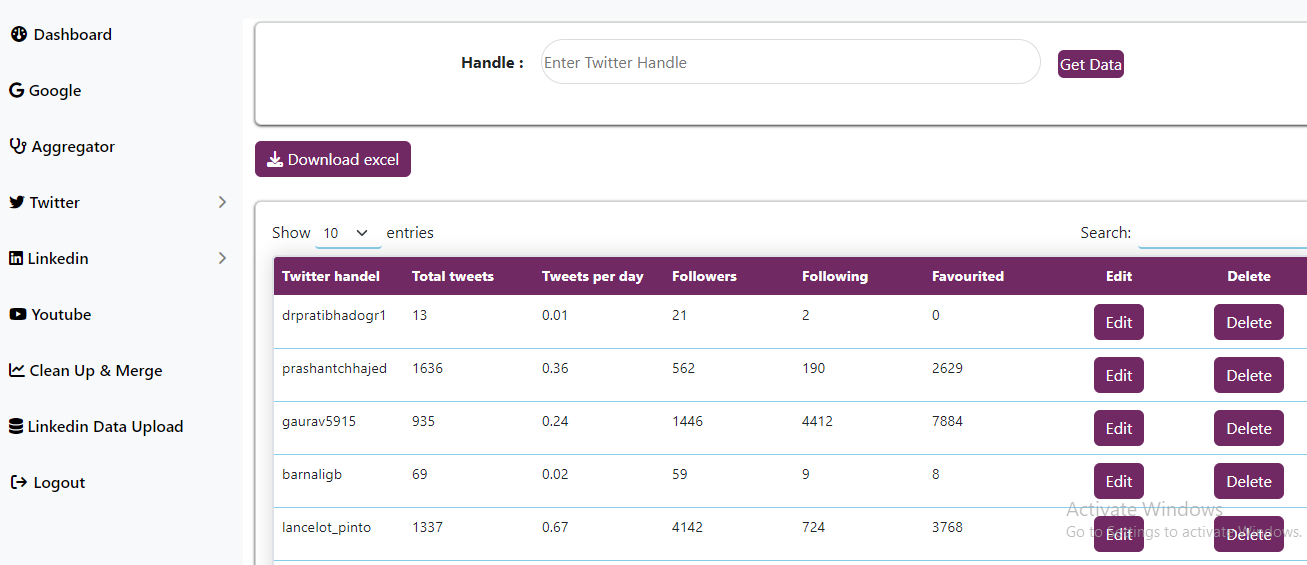 Dashboard
Google
Aggregator
Twitter
Linkedin
Youtube
Clean Up & Merge
Linkedin Data Upload
Logout
Handle : Enter Twitter Handle Get Data
Download excel
Show 10 entries Search:
Twitter handel Total tweets Tweets per day Followers Following Favourited Edit Delete
drpratibhadogr1 13 0.01 21 2 0 Edit Delete
prashantchhajed 1636 0.36 562 190 2629 Edit Delete
gaurav5915 935 0.24 1446 4412 7884 Edit Delete
barnaligb 69 0.02 59 9 8 Edit Delete
lancelot_pinto 1337 0.67 4142 724 3768 Edit Delete
Activate Windows
Go to Settings to activate Windows.